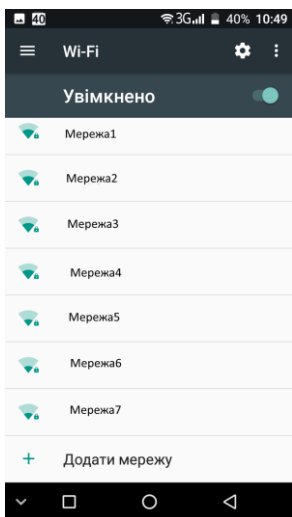 40 3G 40% 10:49
Wi-Fi
Увімкнено
Мережа1
Мережа2
Мережа3
Мережа4
Мережа5
Мережа6
Мережа7
Додати мережу